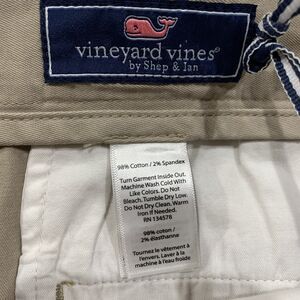 vineyard vines®
by Shep & Ian
98% Cotton / 2% Spandex
Turn Garment Inside Out.
Machine Wash Cold With
Like Colors. Do Not
Bleach. Tumble Dry Low.
Do Not Dry Clean. Warm
Iron If Needed.
RN 134578
98% coton /
2% élasthanne
Tournez le vêtement à
l'envers. Laver à la
machine à l'eau froide